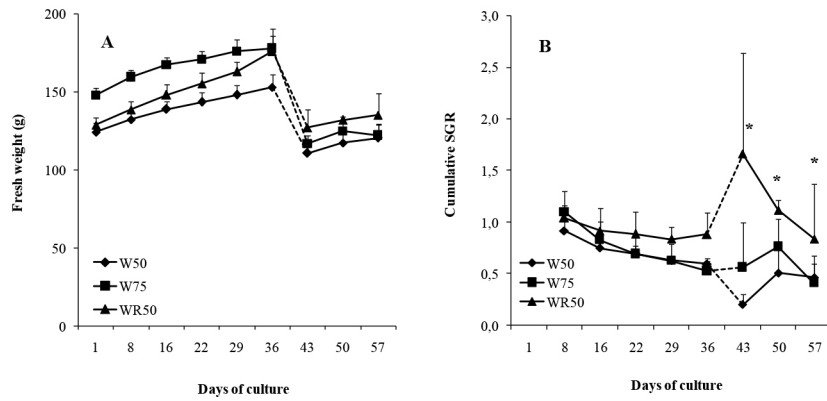 A
Fresh weight (g)
200
150
100
50
0
W50
W75
WR50
1 8 16 22 29 36 43 50 57
Days of culture
B
Cumulative SGR
3,0
2,5
2,0
1,5
1,0
0,5
0,0
*
*
*
W50
W75
WR50
1 8 16 22 29 36 43 50 57
Days of culture